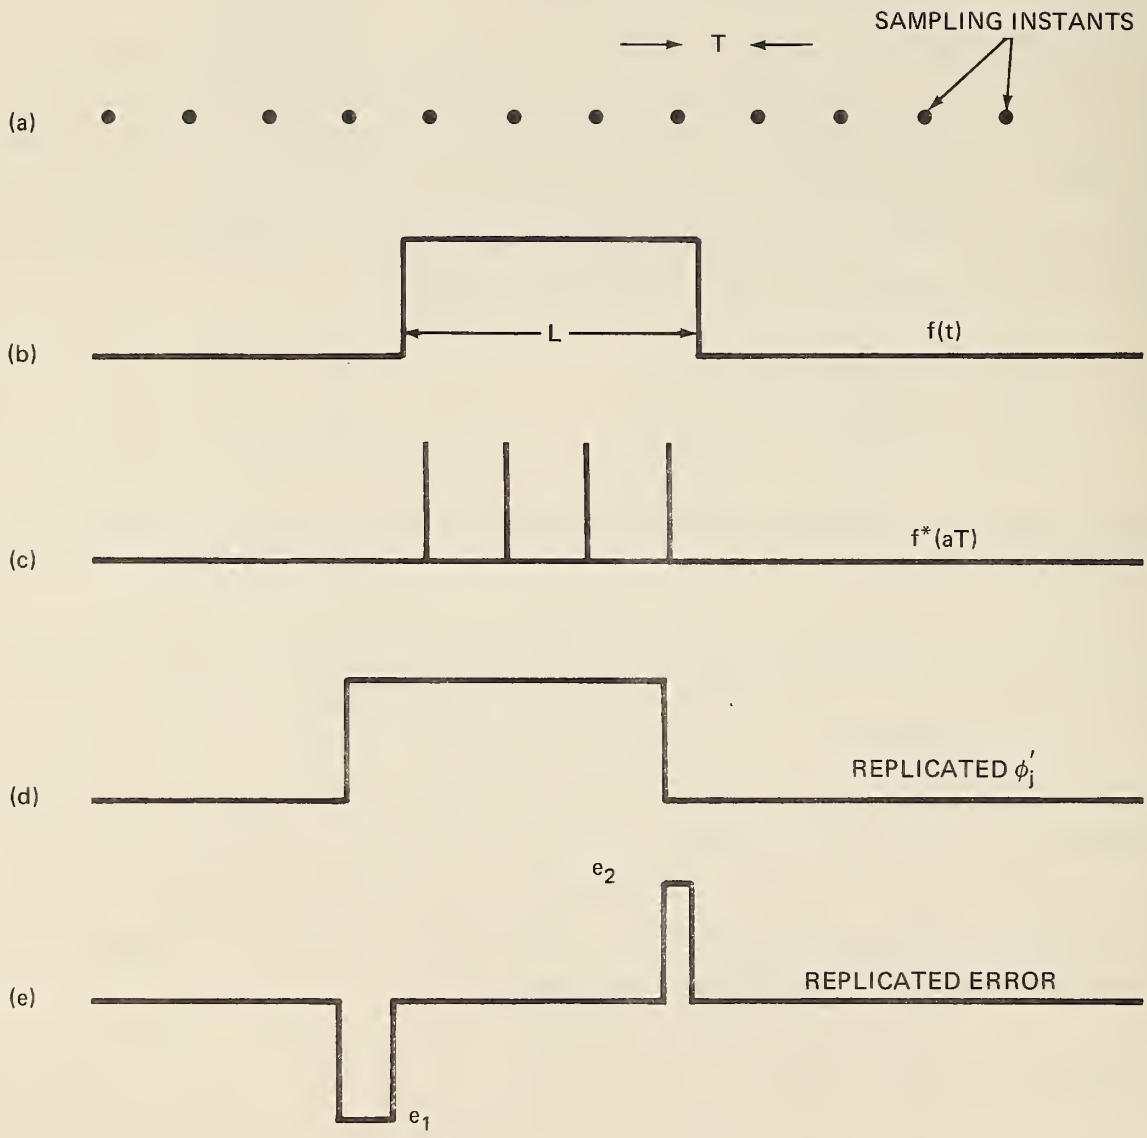 SAMPLING INSTANTS
T
(a)
L
f(t)
(b)
f*(aT)
(c)
REPLICATED ϕ′j
(d)
e2
REPLICATED ERROR
(e)
e1